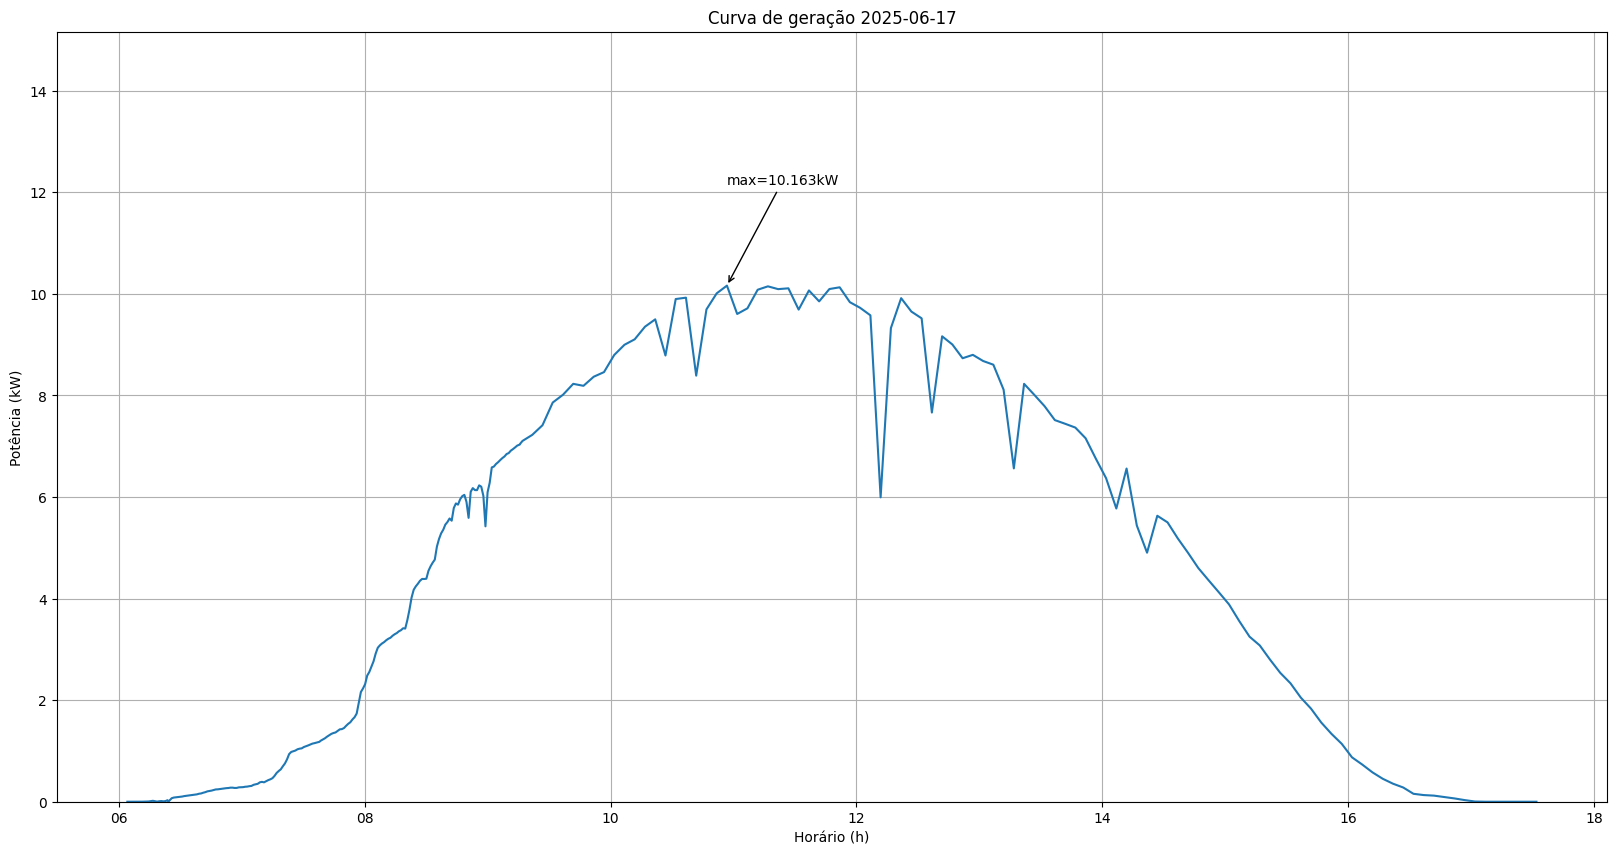 Curva de geração 2025-06-17
14
12
10
8
6
4
2
0
Potência (kW)
max=10.163kW
06 08 10 12 14 16 18
Horário (h)